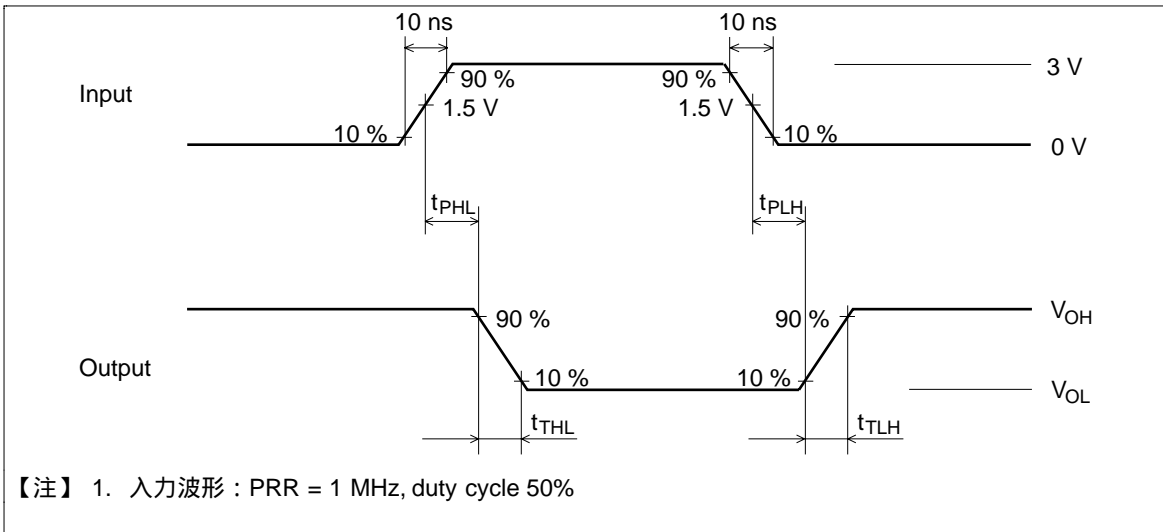 10 ns 10 ns
90 % 90 % 3 V
Input 1.5 V 1.5 V
10 % 10 % 0 V
tPHL tPLH
90 % 90 % VOH
Output 10 % 10 % VOL
tTHL tTLH
【注】 1. 入力波形:PRR = 1 MHz, duty cycle 50%